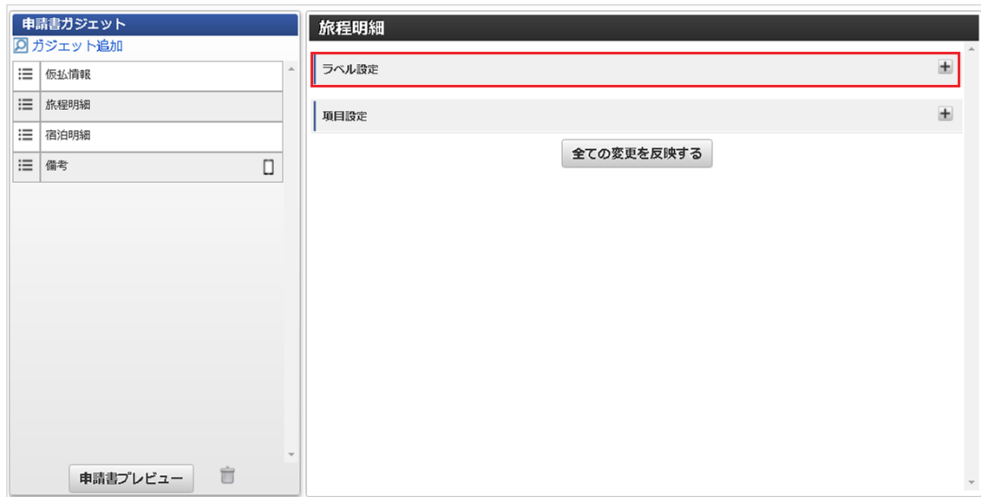 申請書ガジェット
ガジェット追加
仮払情報
旅程明細
宿泊明細
備考
申請書プレビュー
旅程明細
ラベル設定
項目設定
全ての変更を反映する